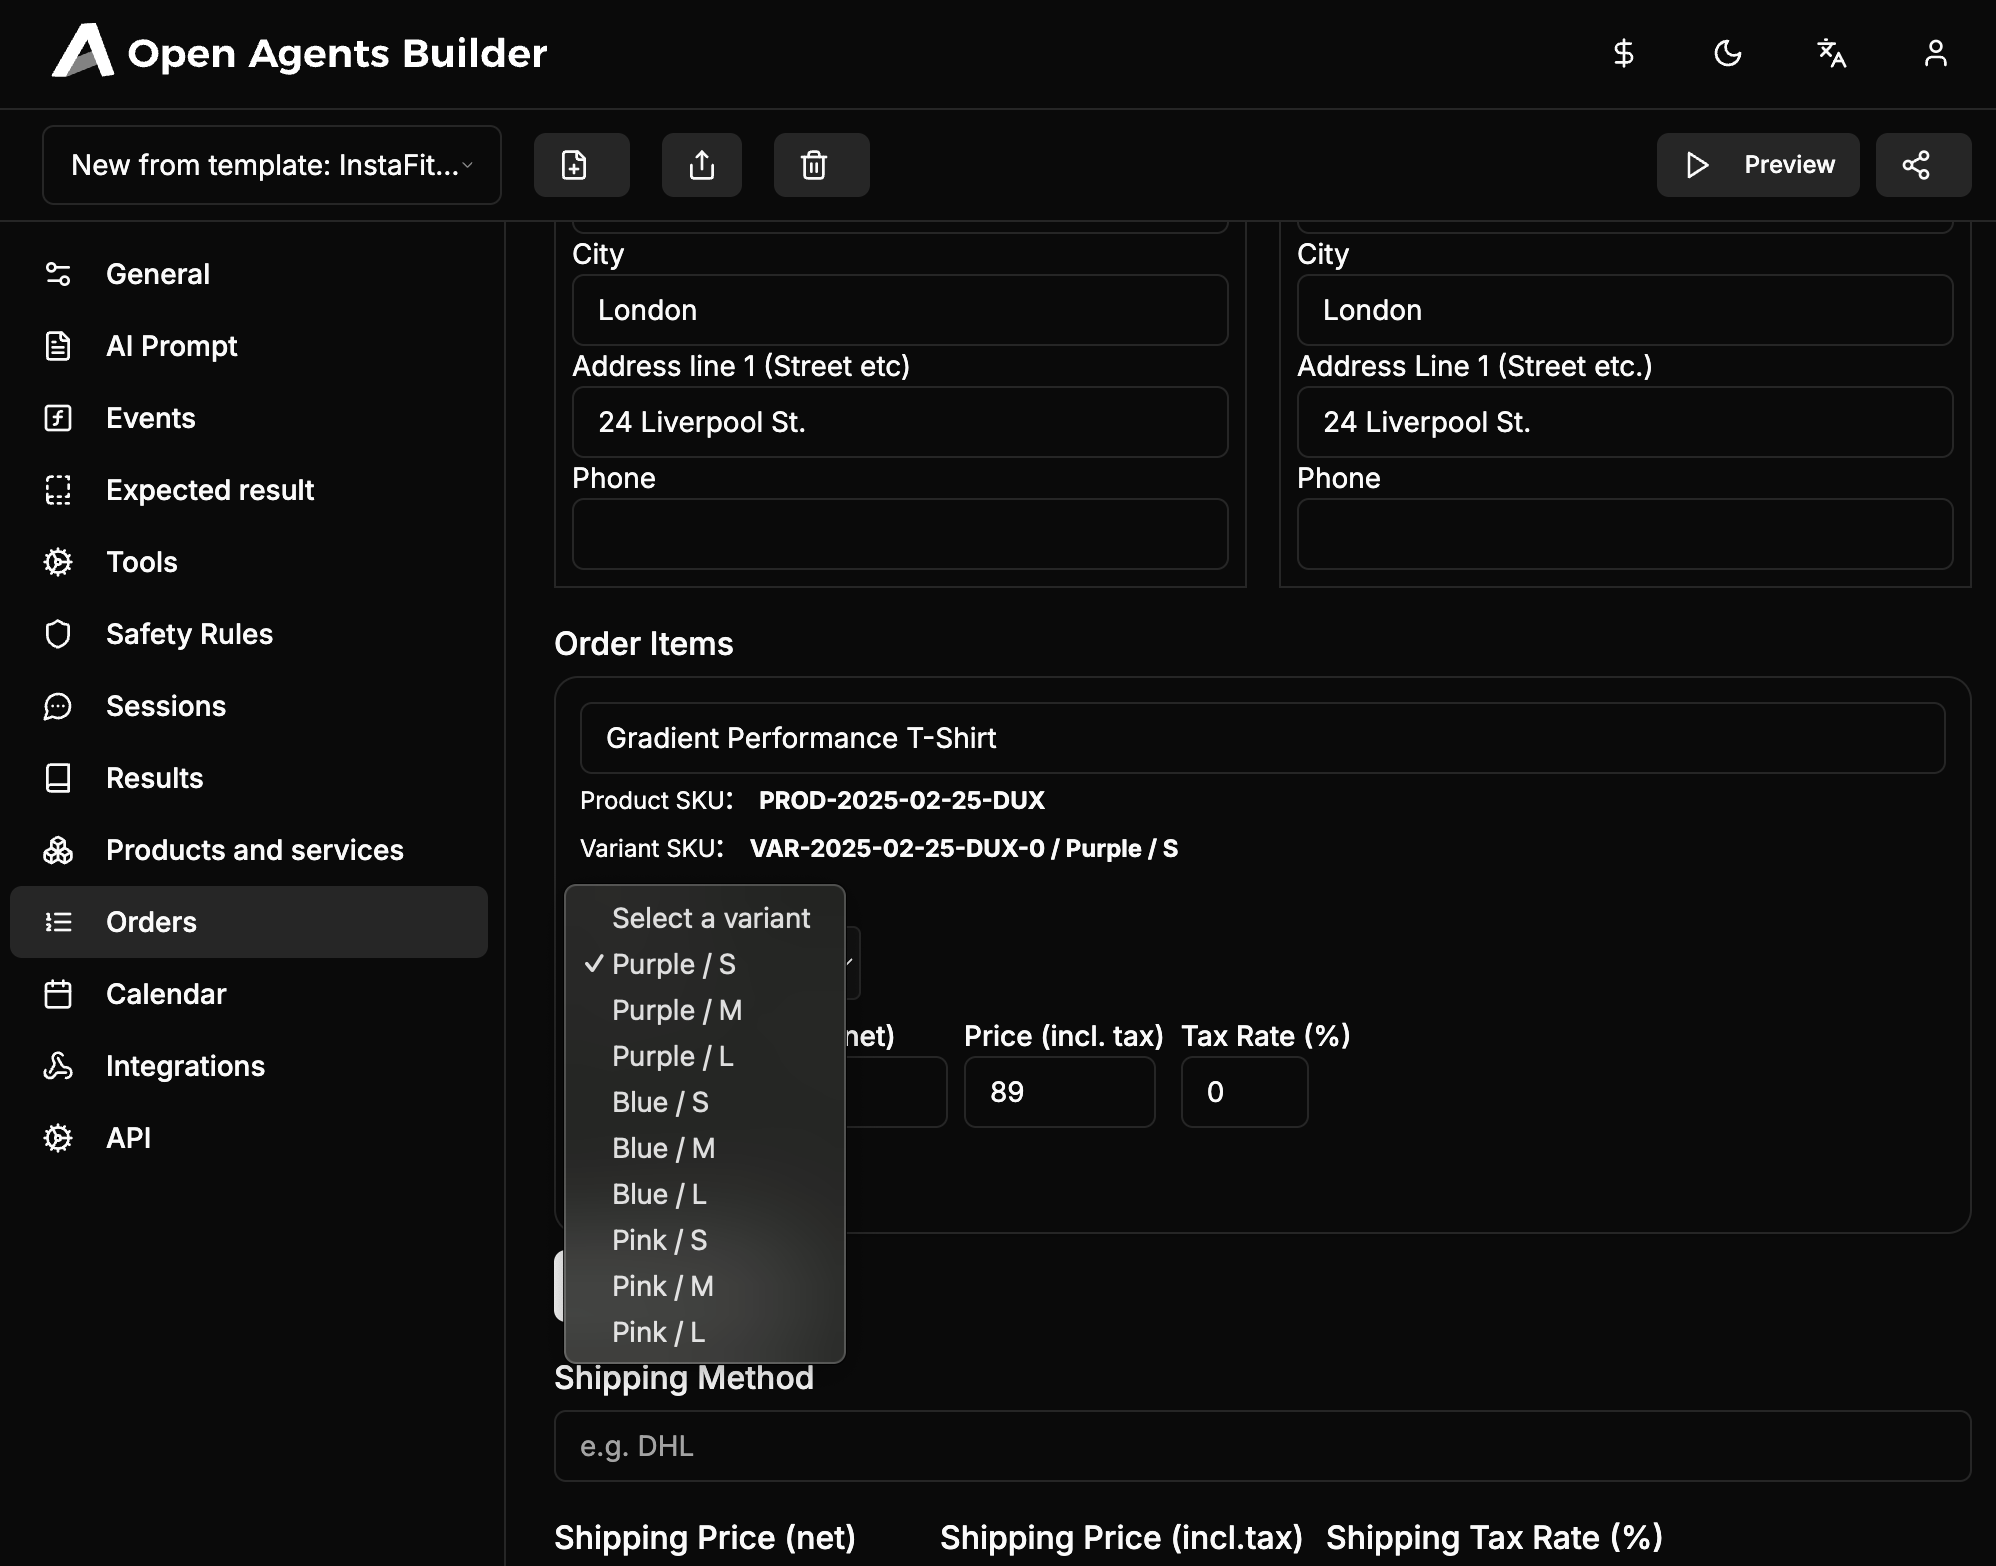 Open Agents Builder
New from template: InstaFit...
Preview
General
AI Prompt
Events
Expected result
Tools
Safety Rules
Sessions
Results
Products and services
Orders
Calendar
Integrations
API
City
London
Address line 1 (Street etc)
24 Liverpool St.
Phone
City
London
Address Line 1 (Street etc.)
24 Liverpool St.
Phone
Order Items
Gradient Performance T-Shirt
Product SKU: PROD-2025-02-25-DUX
Variant SKU: VAR-2025-02-25-DUX-0 / Purple / S
Select a variant
✓ Purple / S
Purple / M
Purple / L
Blue / S
Blue / M
Blue / L
Pink / S
Pink / M
Pink / L
net) Price (incl. tax) Tax Rate (%)
89 0
Shipping Method
e.g. DHL
Shipping Price (net) Shipping Price (incl.tax) Shipping Tax Rate (%)